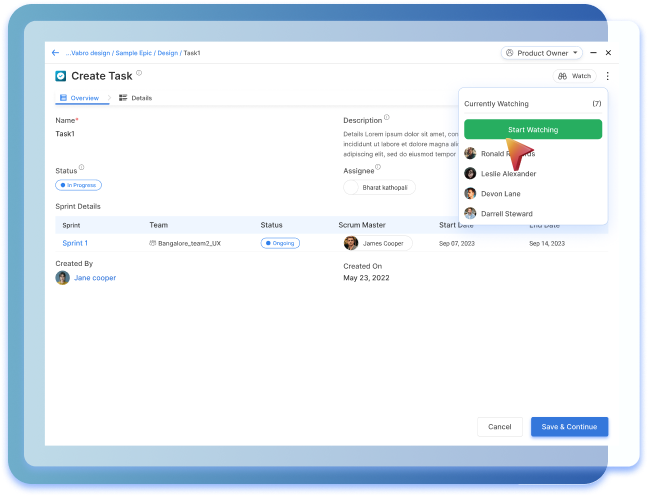 ...Vabro design / Sample Epic / Design / Task1
Product Owner
Create Task
Watch
Overview
Details
Currently Watching (7)
Start Watching
Ronald
Leslie Alexander
Devon Lane
Darrell Steward
Name*
Task1
Description
Details Lorem ipsum dolor sit amet, con
incididunt ut labore et dolore magna ali
adipiscing elit, sed do eiusmod tempor
Status
In Progress
Assignee
Bharat kathopali
Sprint Details
Sprint Team Status Scrum Master Start Date End Date
Sprint 1 Bangalore_team2_UX Ongoing James Cooper Sep 07, 2023 Sep 14, 2023
Created By
Jane cooper
Created On
May 23, 2022
Cancel
Save & Continue